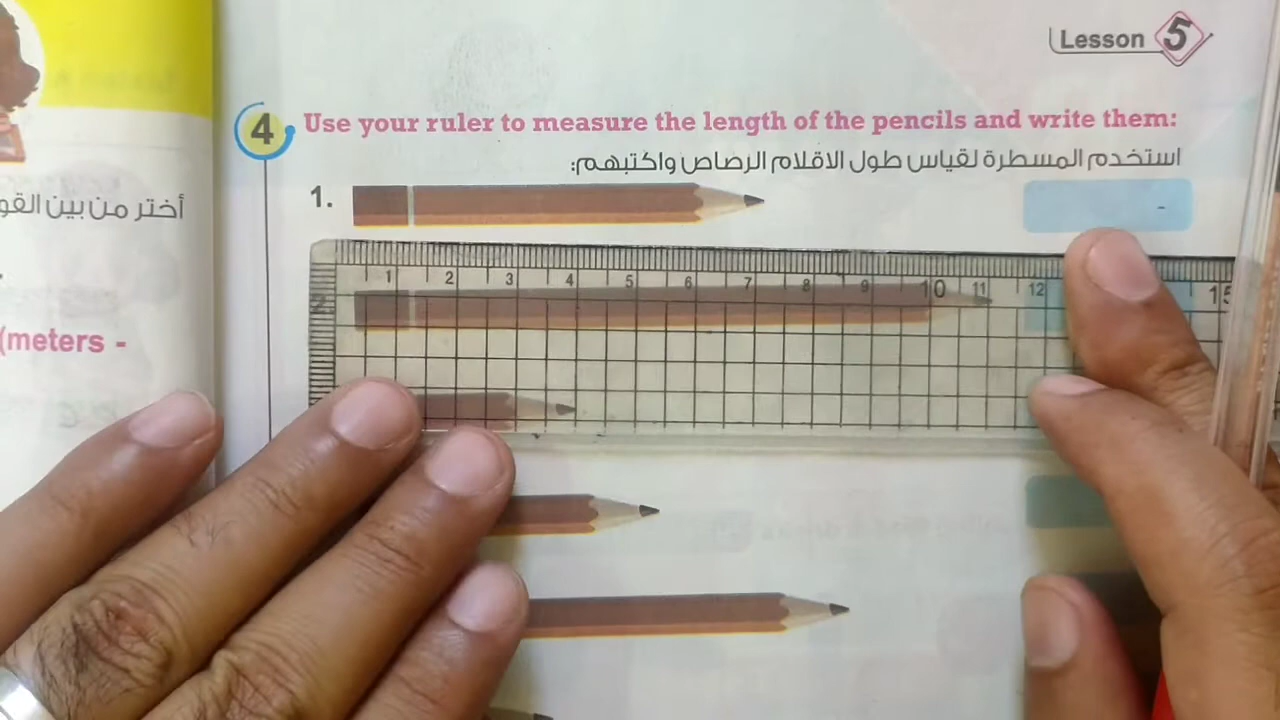 Lesson 5
4 Use your ruler to measure the length of the pencils and write them:
استخدم المسطرة لقياس طول الاقلام الرصاص واكتبهم:
1.
أختر من بين القو
(meters -
1 2 3 4 5 6 7 8 9 10 11 12 15
2.